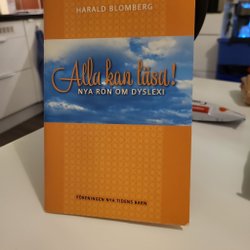 HARALD BLOMBERG
Alla kan läsa!
NYA RÖN OM DYSLEXI
FÖRENINGEN NYA TIDENS BARN